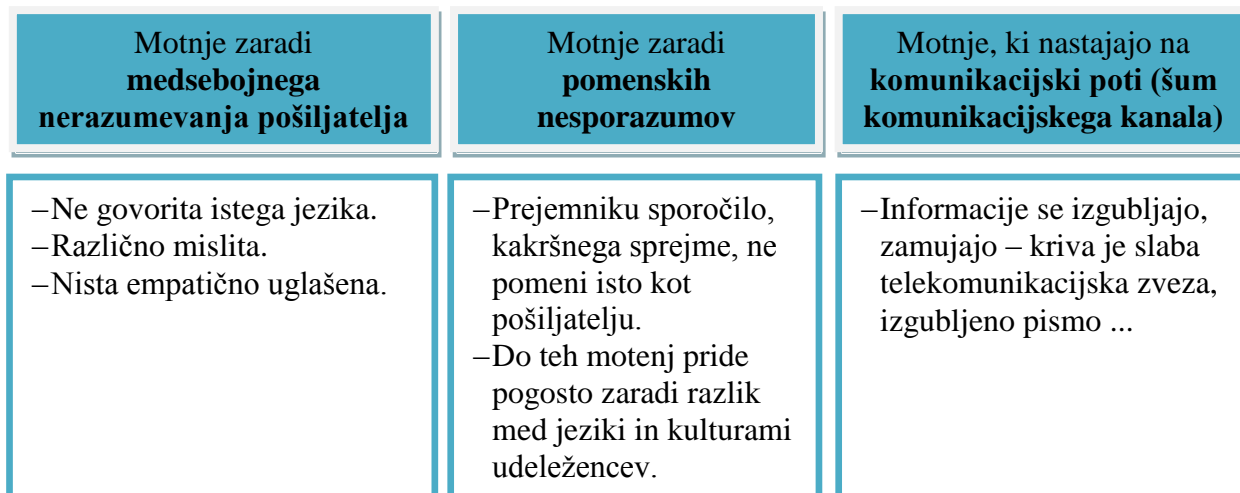 Motnje zaradi
medsebojnega
nerazumevanja pošiljatelja
Motnje zaradi
pomenskih
nesporazumov
Motnje, ki nastajajo na
komunikacijski poti (šum
komunikacijskega kanala)
–Ne govorita istega jezika.
–Različno mislita.
–Nista empatično uglašena.
–Prejemniku sporočilo,
kakršnega sprejme, ne
pomeni isto kot
pošiljatelju.
–Do teh motenj pride
pogosto zaradi razlik
med jeziki in kulturami
udeležencev.
–Informacije se izgubljajo,
zamujajo – kriva je slaba
telekomunikacijska zveza,
izgubljeno pismo ...